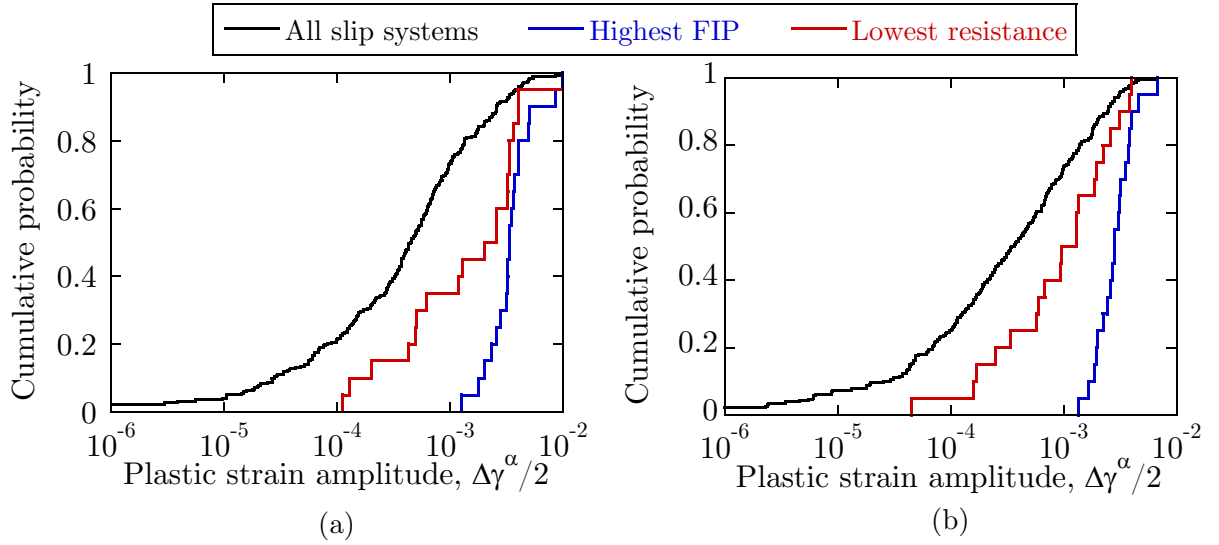 All slip systems Highest FIP Lowest resistance
Cumulative probability
1
0.8
0.6
0.4
0.2
0
10^-6 10^-5 10^-4 10^-3 10^-2
Plastic strain amplitude, Δγ^α/2
(a)
Cumulative probability
1
0.8
0.6
0.4
0.2
0
10^-6 10^-5 10^-4 10^-3 10^-2
Plastic strain amplitude, Δγ^α/2
(b)